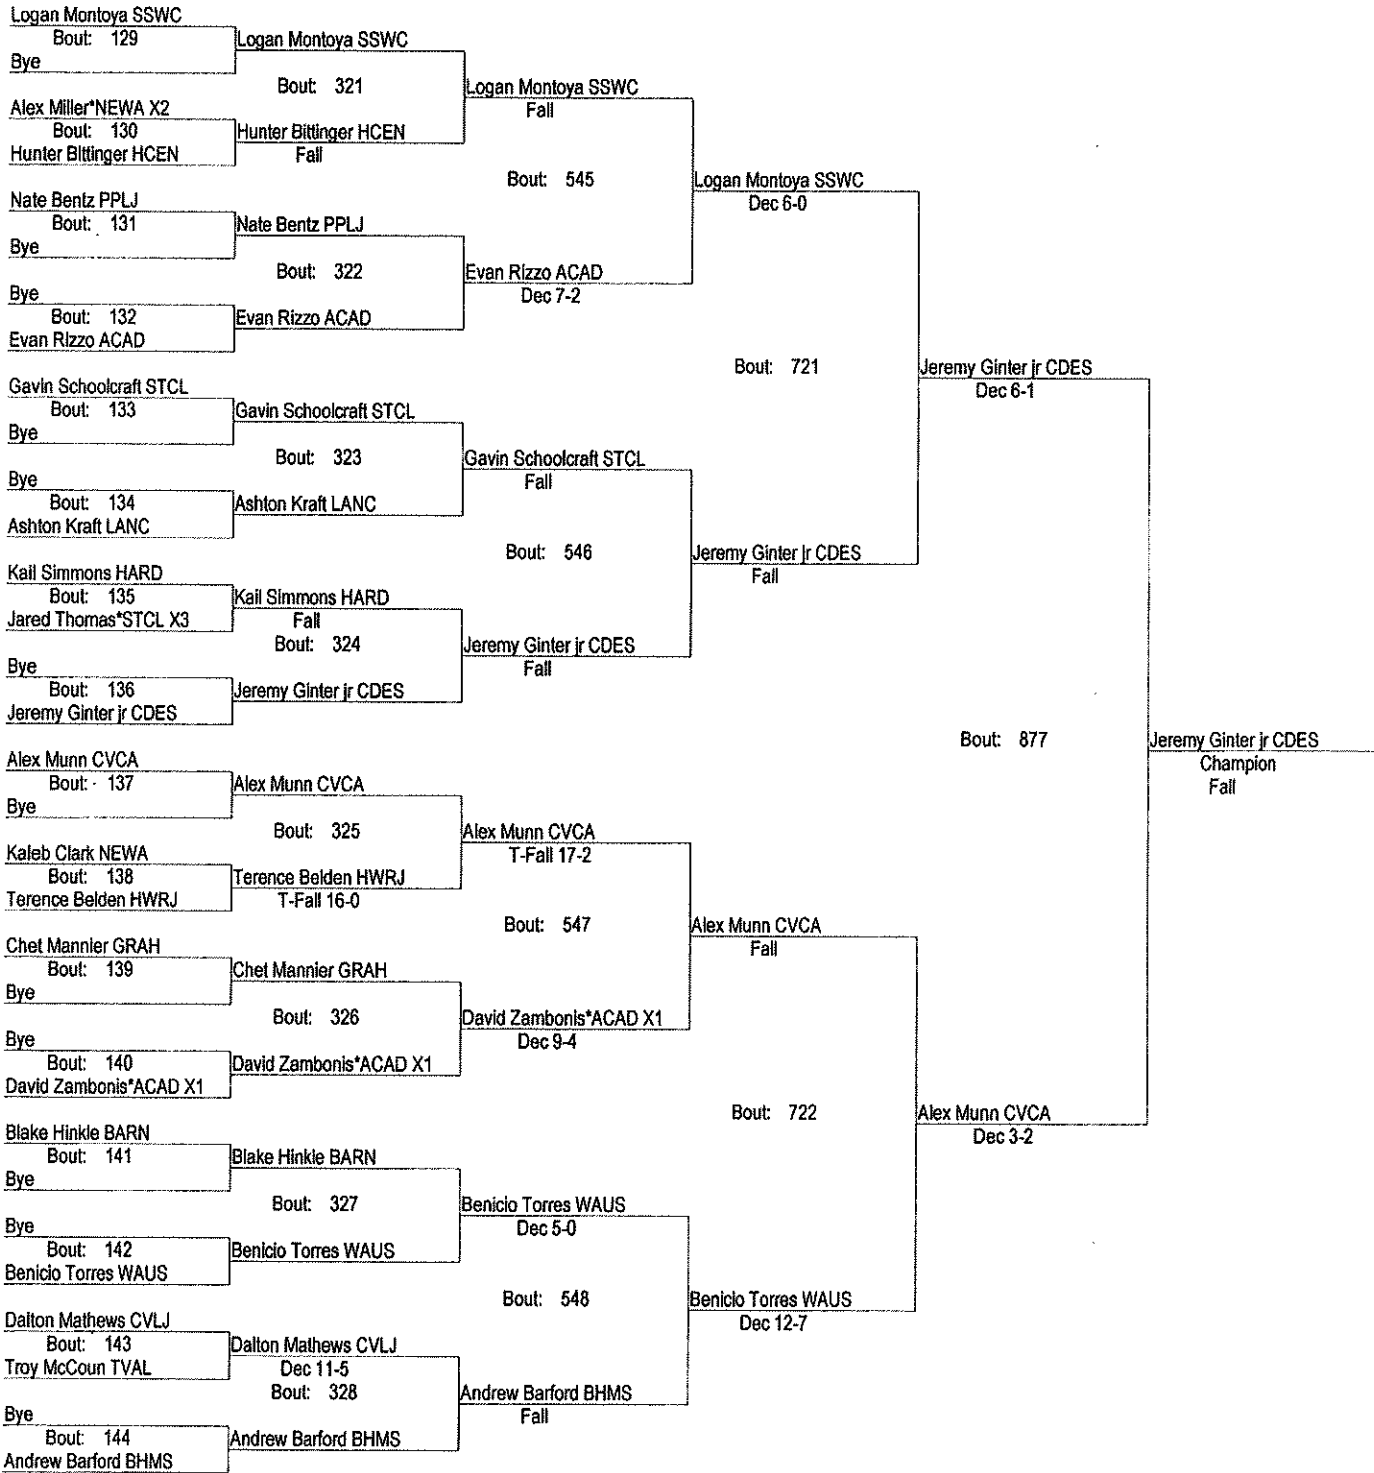 Logan Montoya SSWC
Bout: 129
Bye
Logan Montoya SSWC
Bout: 321
Alex Miller*NEWA X2
Bout: 130
Hunter Bittinger HCEN
Hunter Bittinger HCEN
Fall
Logan Montoya SSWC
Fall
Bout: 545
Nate Bentz PPLJ
Bout: 131
Bye
Nate Bentz PPLJ
Bout: 322
Bye
Bout: 132
Evan Rizzo ACAD
Evan Rizzo ACAD
Evan Rizzo ACAD
Dec 7-2
Logan Montoya SSWC
Dec 6-0
Bout: 721
Gavin Schoolcraft STCL
Bout: 133
Bye
Gavin Schoolcraft STCL
Bout: 323
Bye
Bout: 134
Ashton Kraft LANC
Ashton Kraft LANC
Gavin Schoolcraft STCL
Fall
Bout: 546
Kail Simmons HARD
Bout: 135
Jared Thomas*STCL X3
Kail Simmons HARD
Fall
Bout: 324
Bye
Bout: 136
Jeremy Ginter jr CDES
Jeremy Ginter jr CDES
Jeremy Ginter jr CDES
Fall
Jeremy Ginter jr CDES
Fall
Jeremy Ginter jr CDES
Dec 6-1
Bout: 877
Jeremy Ginter jr CDES
Champion
Fall
Alex Munn CVCA
Bout: 137
Bye
Alex Munn CVCA
Bout: 325
Kaleb Clark NEWA
Bout: 138
Terence Belden HWRJ
Terence Belden HWRJ
T-Fall 16-0
Alex Munn CVCA
T-Fall 17-2
Bout: 547
Chet Mannier GRAH
Bout: 139
Bye
Chet Mannier GRAH
Bout: 326
Bye
Bout: 140
David Zambonis*ACAD X1
David Zambonis*ACAD X1
David Zambonis*ACAD X1
Dec 9-4
Alex Munn CVCA
Fall
Bout: 722
Blake Hinkle BARN
Bout: 141
Bye
Blake Hinkle BARN
Bout: 327
Bye
Bout: 142
Benicio Torres WAUS
Benicio Torres WAUS
Benicio Torres WAUS
Dec 5-0
Bout: 548
Dalton Mathews CVLJ
Bout: 143
Troy McCoun TVAL
Dalton Mathews CVLJ
Dec 11-5
Bout: 328
Bye
Bout: 144
Andrew Barford BHMS
Andrew Barford BHMS
Andrew Barford BHMS
Fall
Benicio Torres WAUS
Dec 12-7
Alex Munn CVCA
Dec 3-2